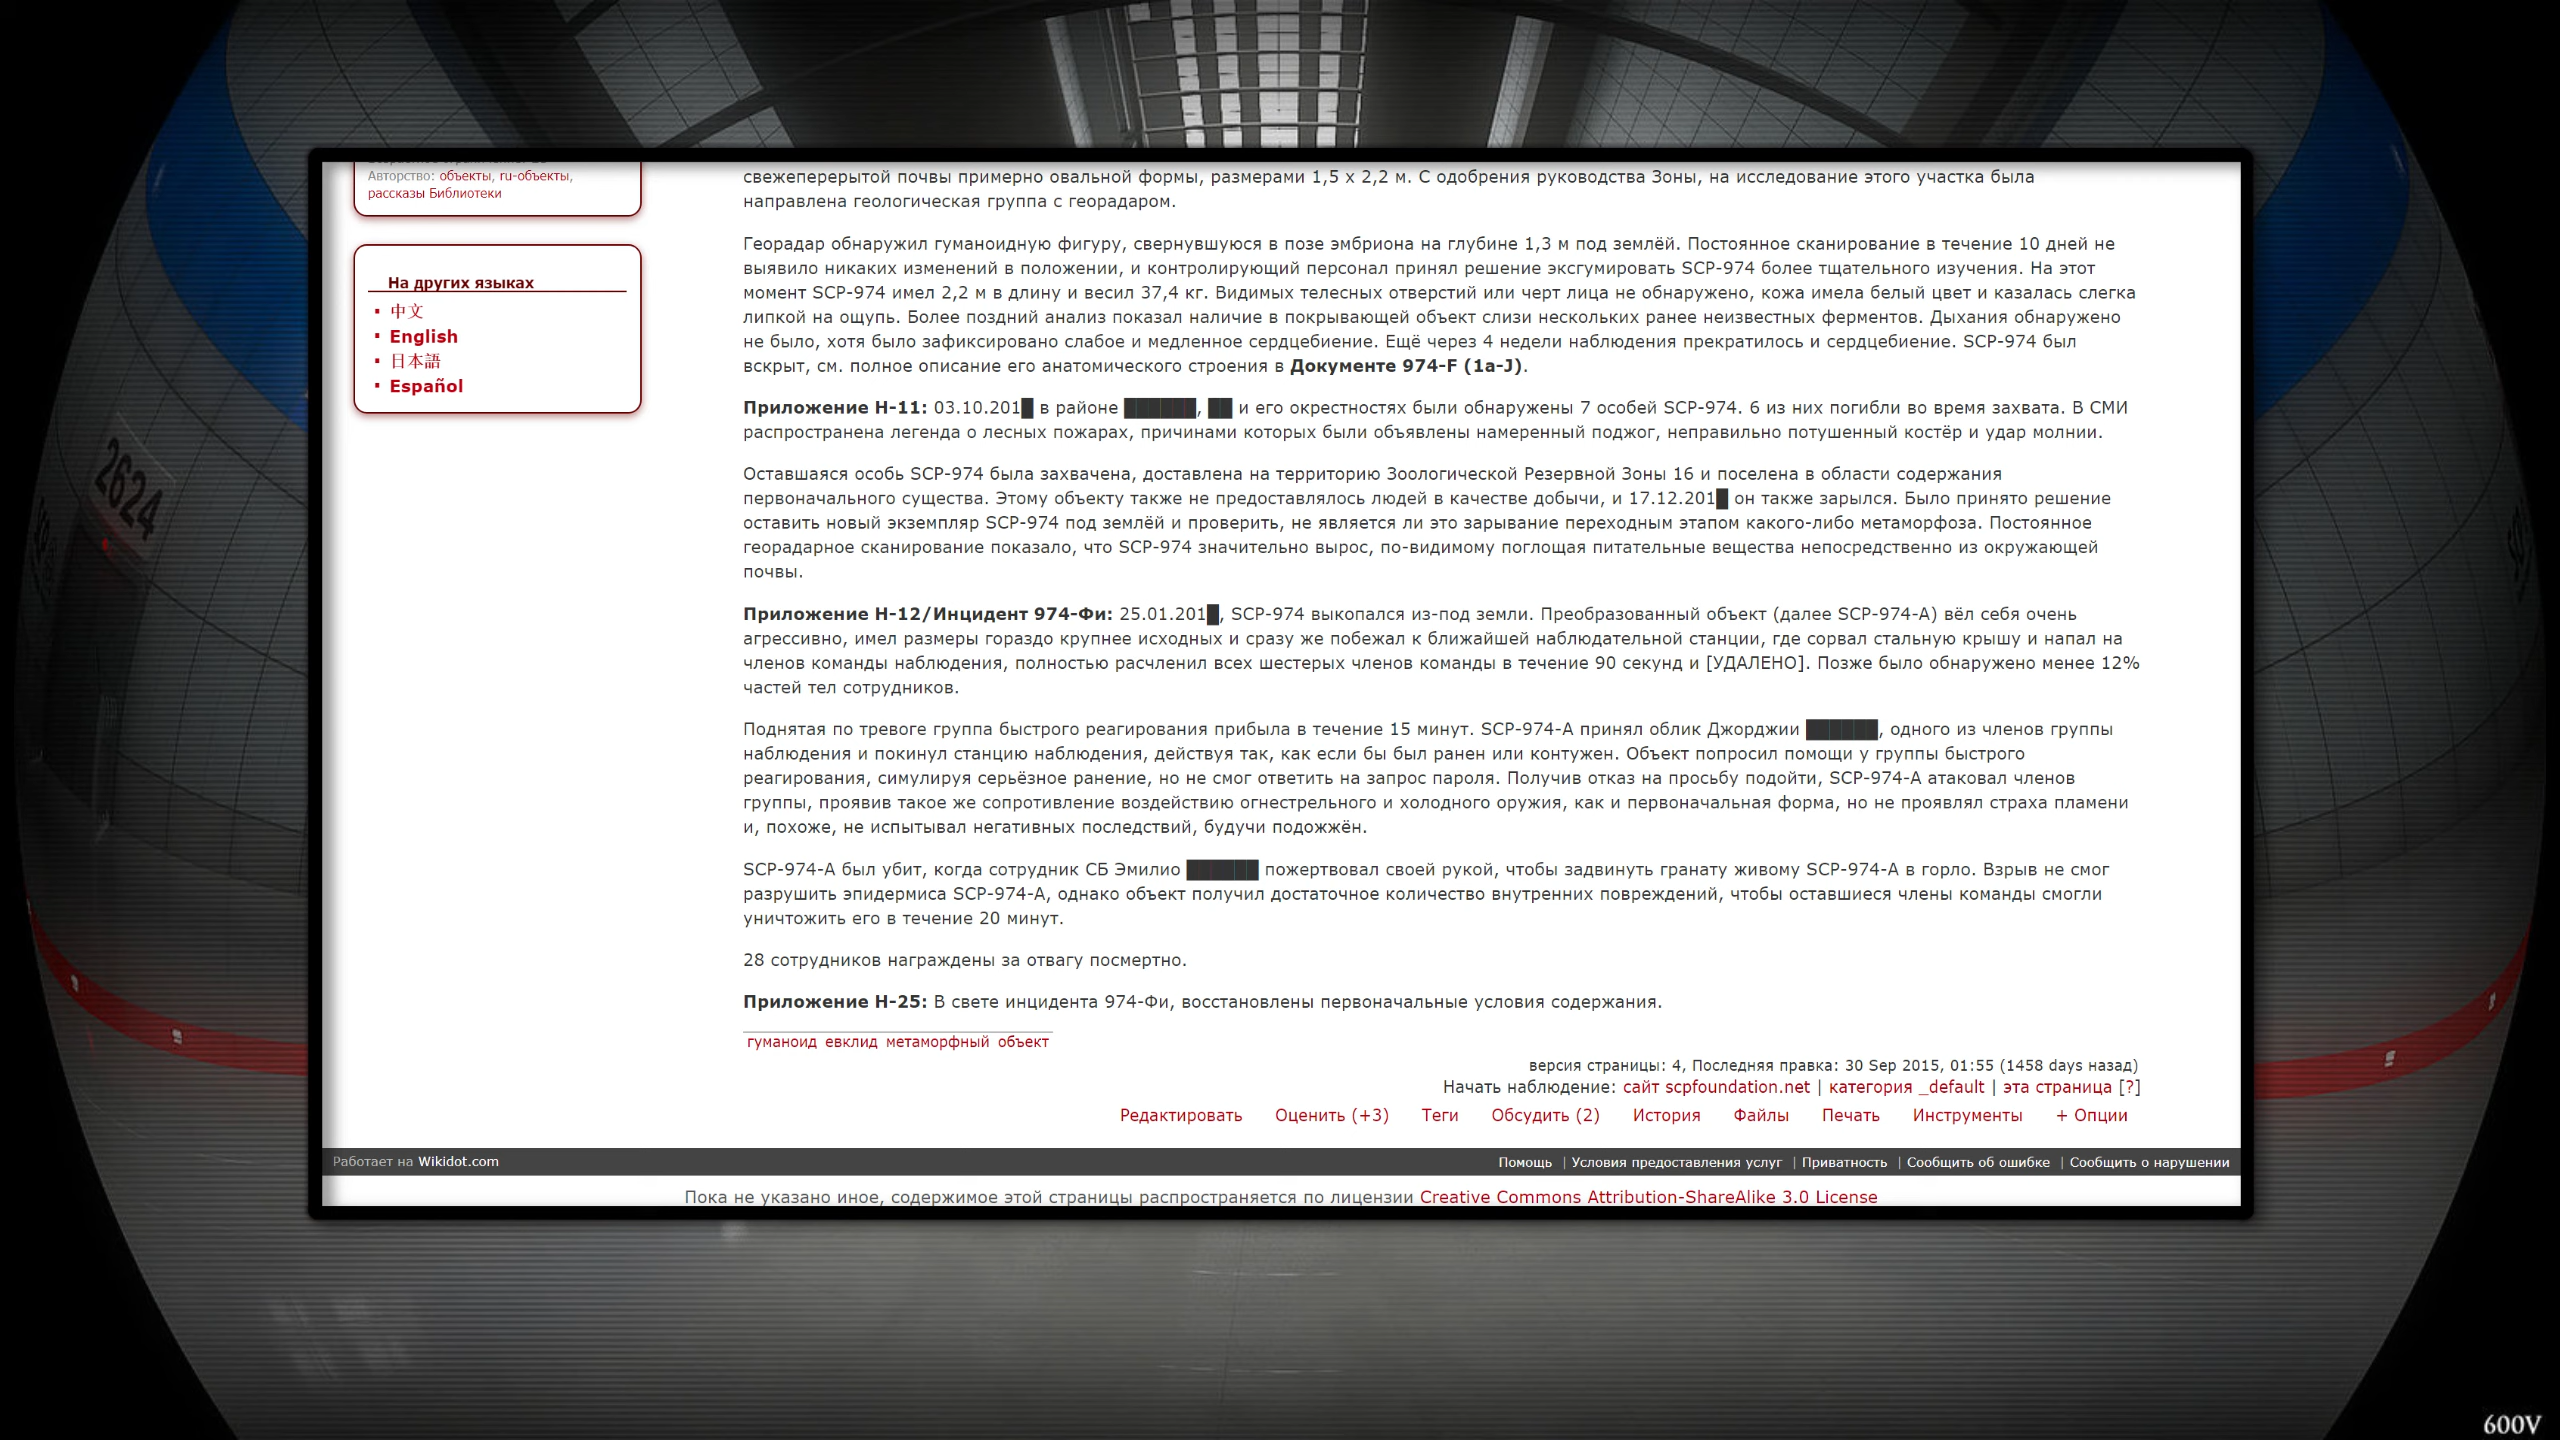 Авторство: объекты, ru-объекты,
рассказы Библиотеки
На других языках
中文
English
日本語
Español
свежеперерытой почвы примерно овальной формы, размерами 1,5 x 2,2 м. С одобрения руководства Зоны, на исследование этого участка была
направлена геологическая группа с георадаром.
Георадар обнаружил гуманоидную фигуру, свернувшуюся в позе эмбриона на глубине 1,3 м под землёй. Постоянное сканирование в течение 10 дней не
выявило никаких изменений в положении, и контролирующий персонал принял решение эксгумировать SCP-974 более тщательного изучения. На этот
момент SCP-974 имел 2,2 м в длину и весил 37,4 кг. Видимых телесных отверстий или черт лица не обнаружено, кожа имела белый цвет и казалась слегка
липкой на ощупь. Более поздний анализ показал наличие в покрывающей объект слизи нескольких ранее неизвестных ферментов. Дыхания обнаружено
не было, хотя было зафиксировано слабое и медленное сердцебиение. Ещё через 4 недели наблюдения прекратилось и сердцебиение. SCP-974 был
вскрыт, см. полное описание его анатомического строения в Документе 974-F (1a-J).
Приложение Н-11: 03.10.201█ в районе ██████, ██ и его окрестностях были обнаружены 7 особей SCP-974. 6 из них погибли во время захвата. В СМИ
распространена легенда о лесных пожарах, причинами которых были объявлены намеренный поджог, неправильно потушенный костёр и удар молнии.
Оставшаяся особь SCP-974 была захвачена, доставлена на территорию Зоологической Резервной Зоны 16 и поселена в области содержания
первоначального существа. Этому объекту также не предоставлялось людей в качестве добычи, и 17.12.201█ он также зарылся. Было принято решение
оставить новый экземпляр SCP-974 под землёй и проверить, не является ли это зарывание переходным этапом какого-либо метаморфоза. Постоянное
георадарное сканирование показало, что SCP-974 значительно вырос, по-видимому поглощая питательные вещества непосредственно из окружающей
почвы.
Приложение Н-12/Инцидент 974-Фи: 25.01.201█, SCP-974 выкопался из-под земли. Преобразованный объект (далее SCP-974-A) вёл себя очень
агрессивно, имел размеры гораздо крупнее исходных и сразу же побежал к ближайшей наблюдательной станции, где сорвал стальную крышу и напал на
членов команды наблюдения, полностью расчленил всех шестерых членов команды в течение 90 секунд и [УДАЛЕНО]. Позже было обнаружено менее 12%
частей тел сотрудников.
Поднятая по тревоге группа быстрого реагирования прибыла в течение 15 минут. SCP-974-A принял облик Джорджии ██████, одного из членов группы
наблюдения и покинул станцию наблюдения, действуя так, как если бы был ранен или контужен. Объект попросил помощи у группы быстрого
реагирования, симулируя серьёзное ранение, но не смог ответить на запрос пароля. Получив отказ на просьбу подойти, SCP-974-A атаковал членов
группы, проявив такое же сопротивление воздействию огнестрельного и холодного оружия, как и первоначальная форма, но не проявлял страха пламени
и, похоже, не испытывал негативных последствий, будучи подожжён.
SCP-974-A был убит, когда сотрудник СБ Эмилио ██████ пожертвовал своей рукой, чтобы задвинуть гранату живому SCP-974-A в горло. Взрыв не смог
разрушить эпидермиса SCP-974-A, однако объект получил достаточное количество внутренних повреждений, чтобы оставшиеся члены команды смогли
уничтожить его в течение 20 минут.
28 сотрудников награждены за отвагу посмертно.
Приложение Н-25: В свете инцидента 974-Фи, восстановлены первоначальные условия содержания.
гуманоид евклид метаморфный объект
версия страницы: 4, Последняя правка: 30 Sep 2015, 01:55 (1458 days назад)
Начать наблюдение: сайт scpfoundation.net | категория _default | эта страница [?]
Редактировать Оценить (+3) Теги Обсудить (2) История Файлы Печать Инструменты + Опции
Работает на Wikidot.com
Помощь | Условия предоставления услуг | Приватность | Сообщить об ошибке | Сообщить о нарушении
Пока не указано иное, содержимое этой страницы распространяется по лицензии Creative Commons Attribution-ShareAlike 3.0 License
2624
600V